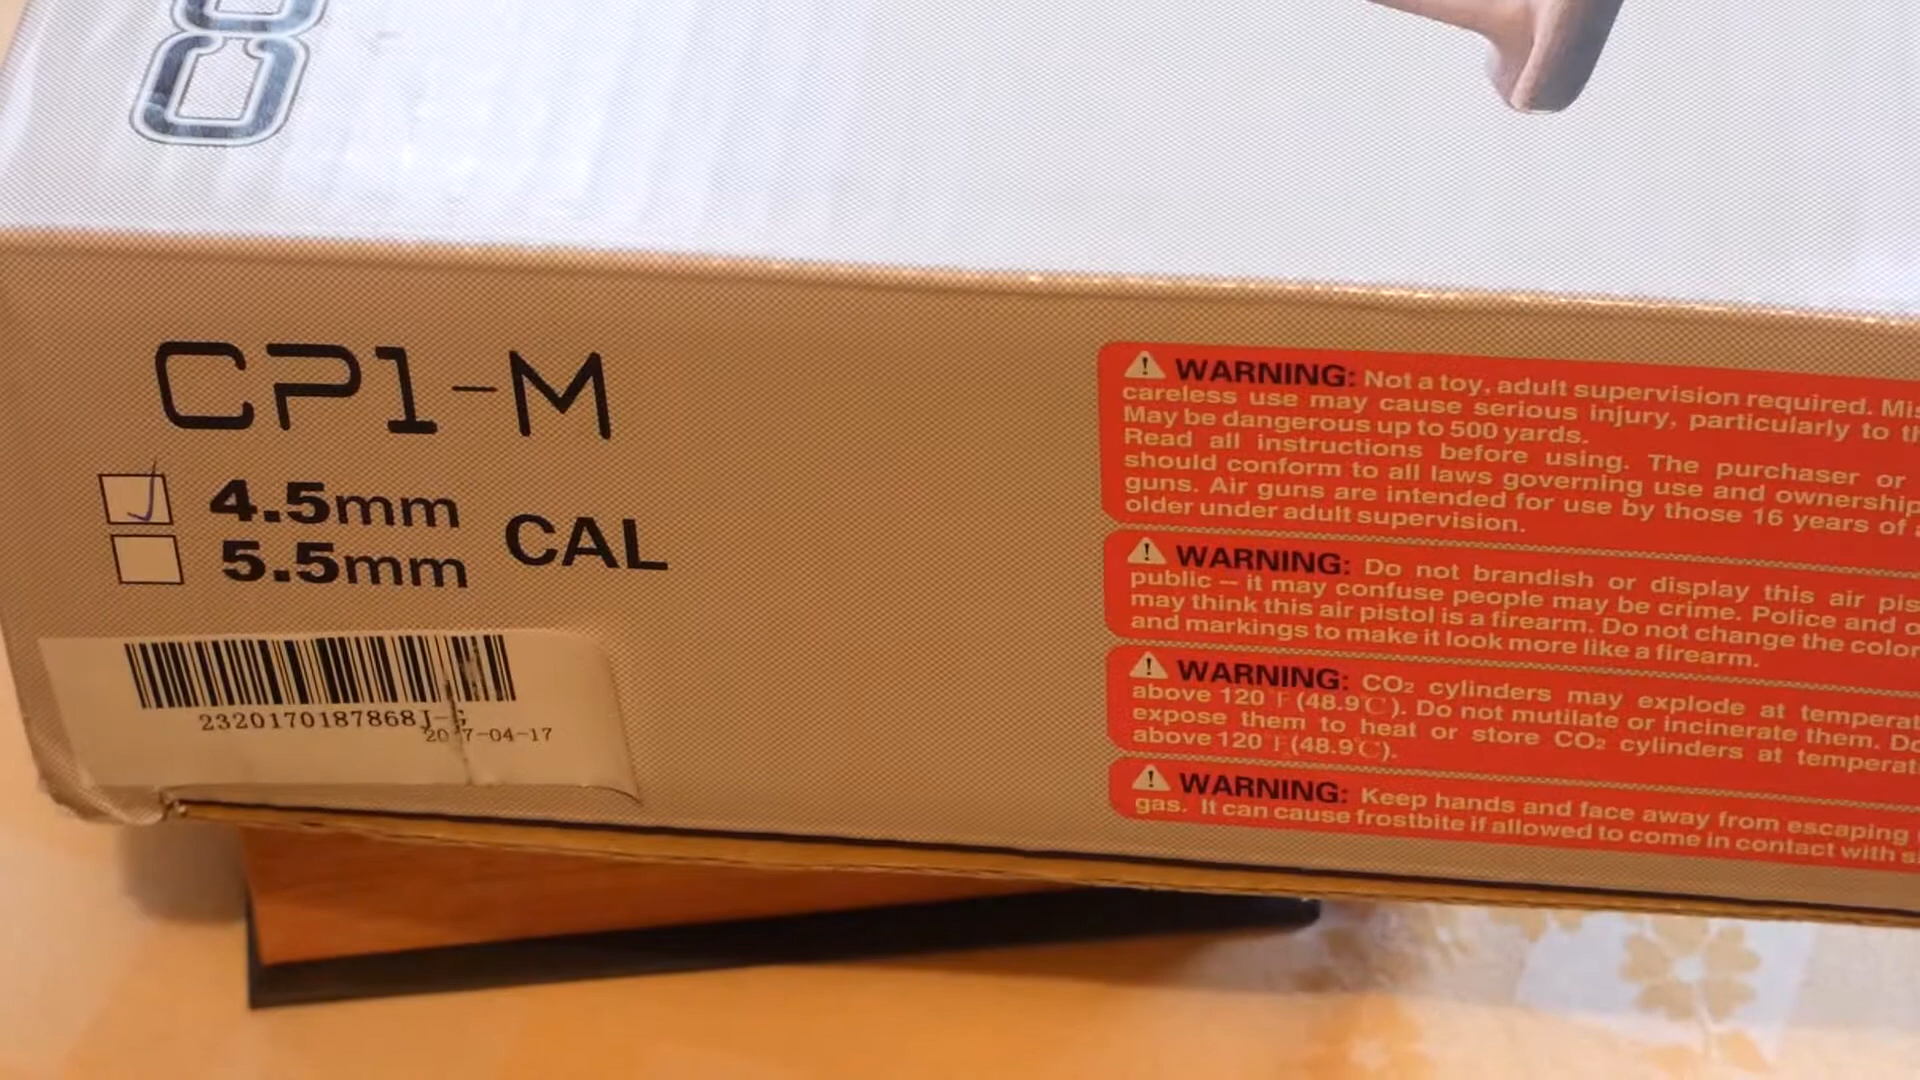 CP1-M
4.5mm
5.5mm
CAL
2320170187868J-G
2017-04-17
WARNING: Not a toy, adult supervision required.
careless use may cause serious injury, particularly to
May be dangerous up to 500 yards.
Read all instructions before using. The purchaser or
should conform to all laws governing use and ownership
guns. Air guns are intended for use by those 16 years of
older under adult supervision.
WARNING: Do not brandish or display this air
public – it may confuse people may be crime. Police and
may think this air pistol is a firearm. Do not change the color
and markings to make it look more like a firearm.
WARNING: CO2 cylinders may explode at
above 120°F (48.9°C). Do not mutilate or incinerate them.
expose them to heat or store CO2 cylinders at
above 120°F (48.9°C).
WARNING: Keep hands and face away from escaping
gas. It can cause frostbite if allowed to come in contact with